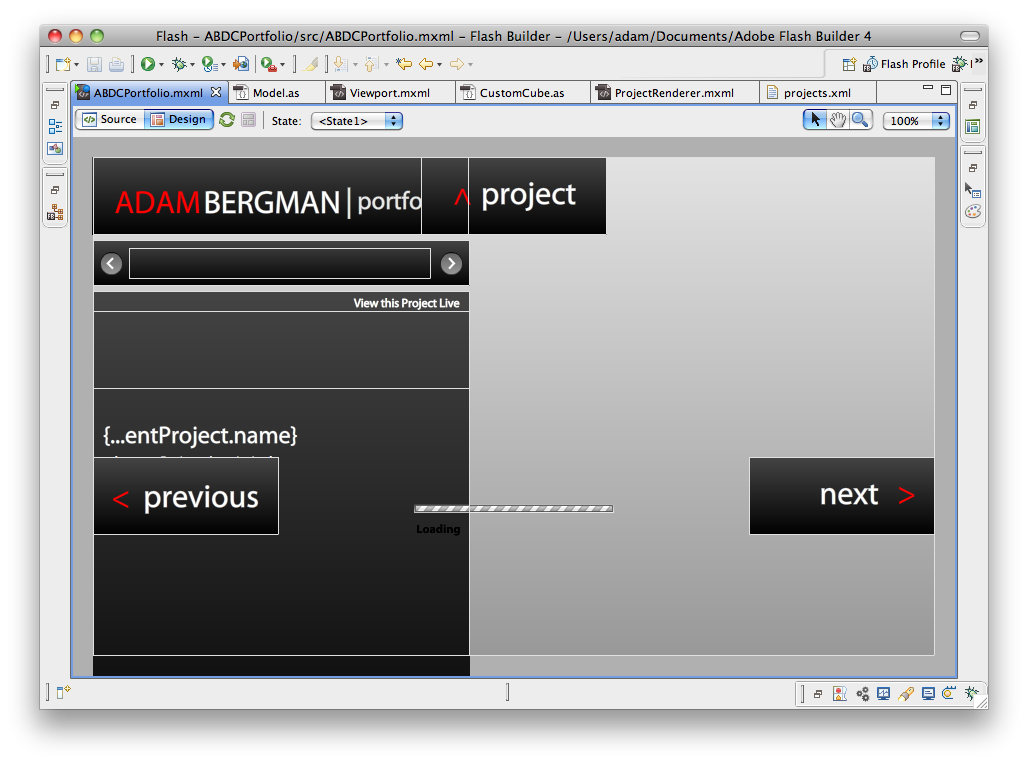 Flash – ABDCPortfolio/src/ABDCPortfolio.mxml – Flash Builder – /Users/adam/Documents/Adobe Flash Builder 4
Flash Profile
ABDCPortfolio.mxml Model.as Viewport.mxml CustomCube.as ProjectRenderer.mxml projects.xml
Source Design State: <State1> 100%
ADAM BERGMAN | portfo ^ project
View this Project Live
{...entProject.name}
< previous next >
Loading